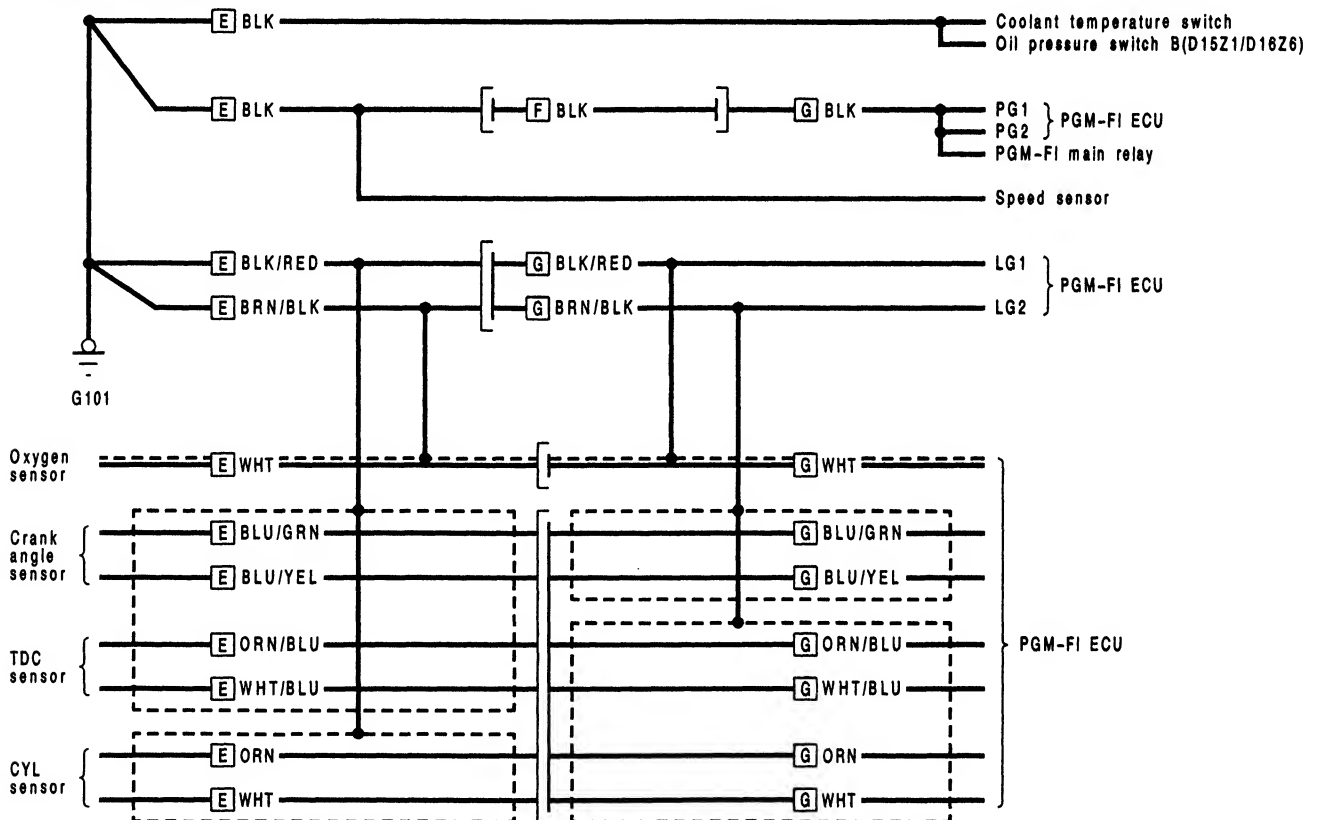 E BLK Coolant temperature switch
Oil pressure switch B(D15Z1/D16Z6)
E BLK F BLK G BLK PG1
PG2
PGM-FI ECU
PGM-FI main relay
Speed sensor
E BLK/RED G BLK/RED LG1
E BRN/BLK G BRN/BLK LG2
PGM-FI ECU
G101
Oxygen
sensor
E WHT G WHT
Crank
angle
sensor
E BLU/GRN G BLU/GRN
E BLU/YEL G BLU/YEL
TDC
sensor
E ORN/BLU G ORN/BLU
E WHT/BLU G WHT/BLU
PGM-FI ECU
CYL
sensor
E ORN G ORN
E WHT G WHT